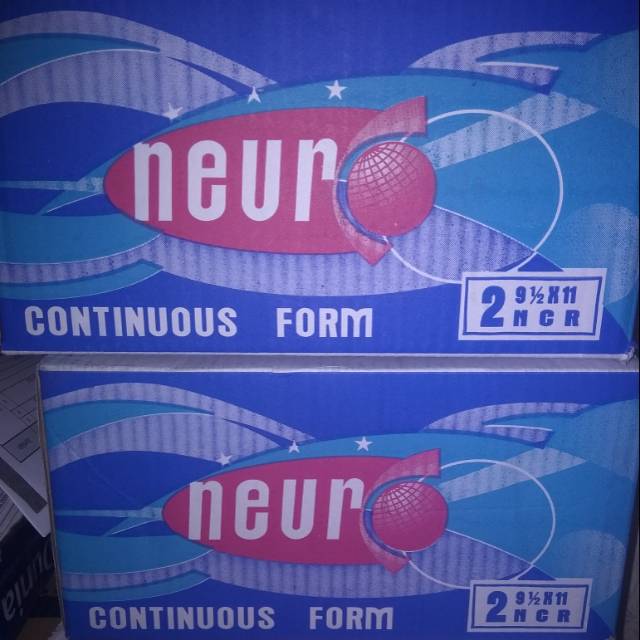 neuro
CONTINUOUS FORM
2 9½ X 11
NCR
neuro
CONTINUOUS FORM
2 9½ X 11
NCR